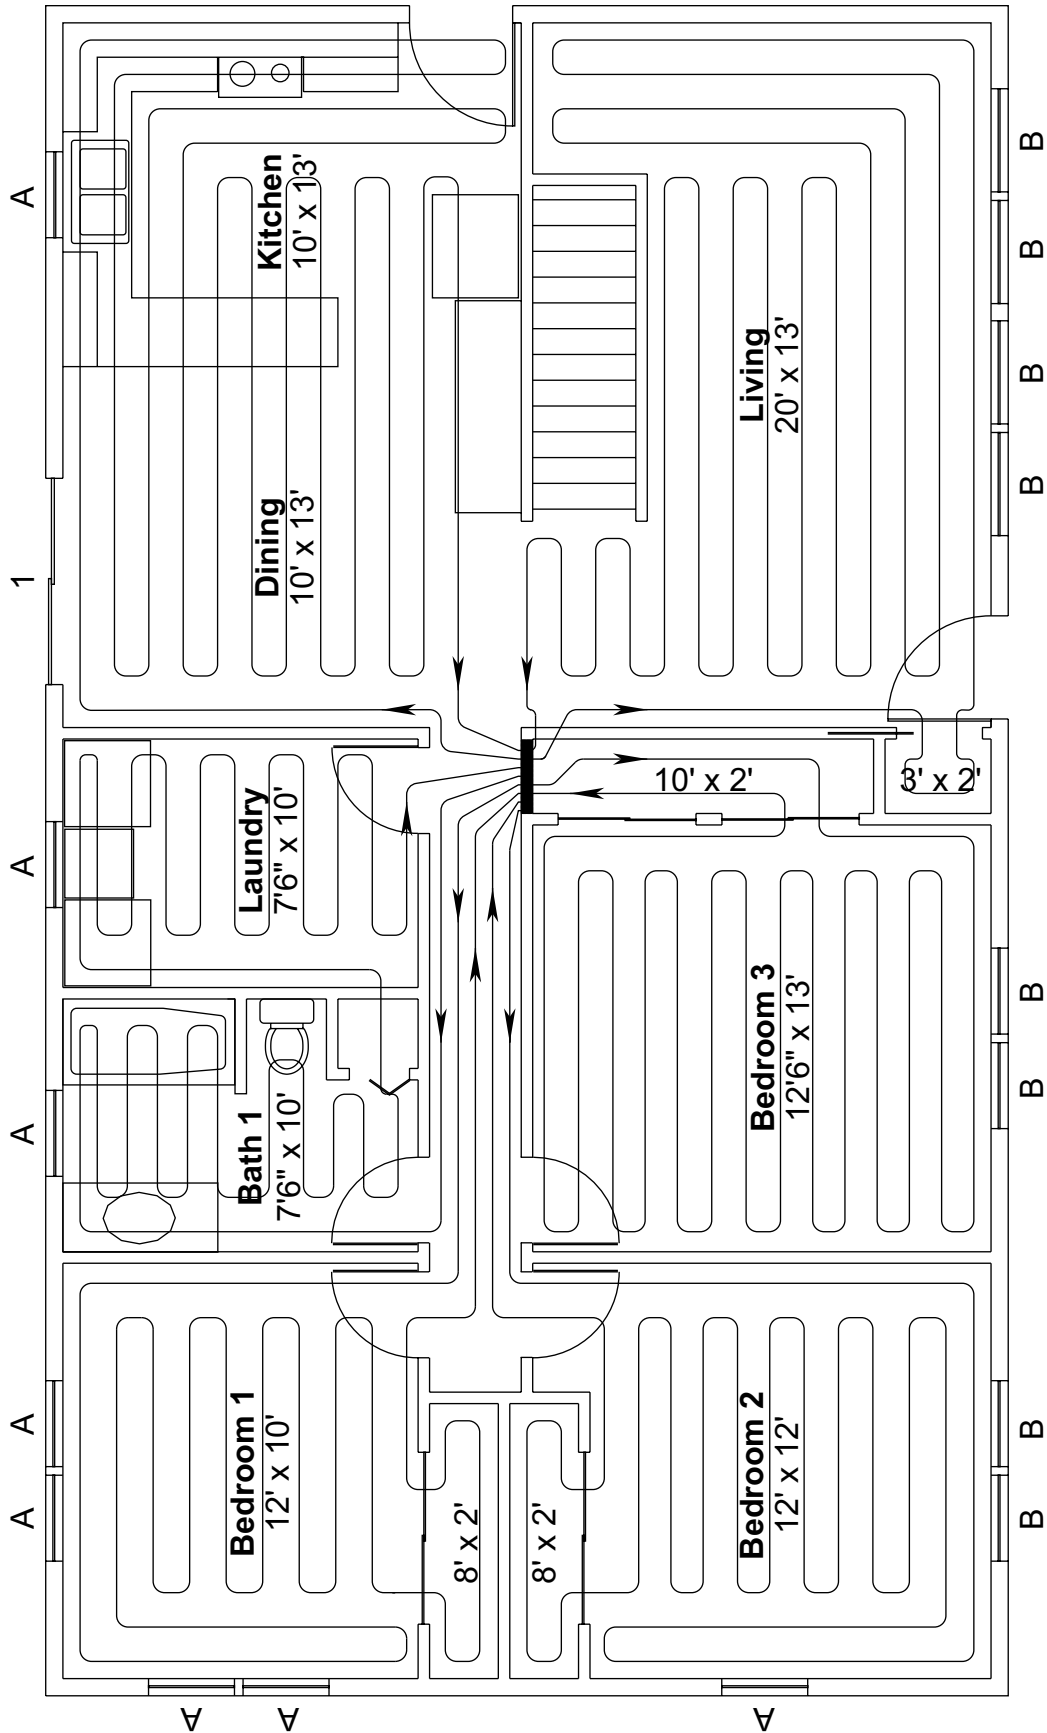 A
A
A
A
1
A
A
A
Bedroom 1
12' x 10'
Bath 1
7'6" x 10'
Laundry
7'6" x 10'
Dining
10' x 13'
Kitchen
10' x 13'
8' x 2'
8' x 2'
10' x 2'
A
Bedroom 2
12' x 12'
Bedroom 3
12'6" x 13'
Living
20' x 13'
3' x 2'
B
B
B
B
B
B
B
B